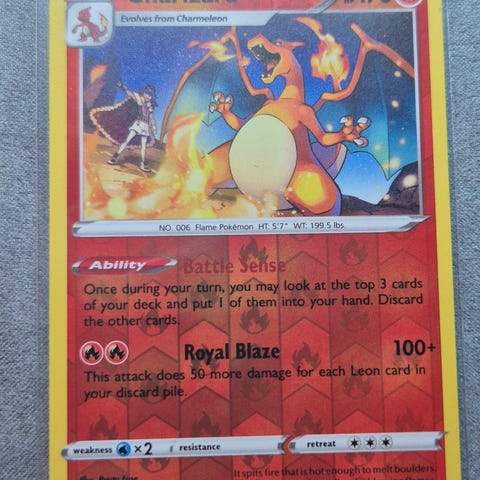 Evolves from Charmeleon
NO. 006 Flame Pokémon HT: 5'7" WT: 199.5 lbs.
Ability Battle Sense
Once during your turn, you may look at the top 3 cards
of your deck and put 1 of them into your hand. Discard
the other cards.
Royal Blaze 100+
This attack does 50 more damage for each Leon card in
your discard pile.
weakness ×2 resistance retreat
It spits fire that is hot enough to melt boulders.